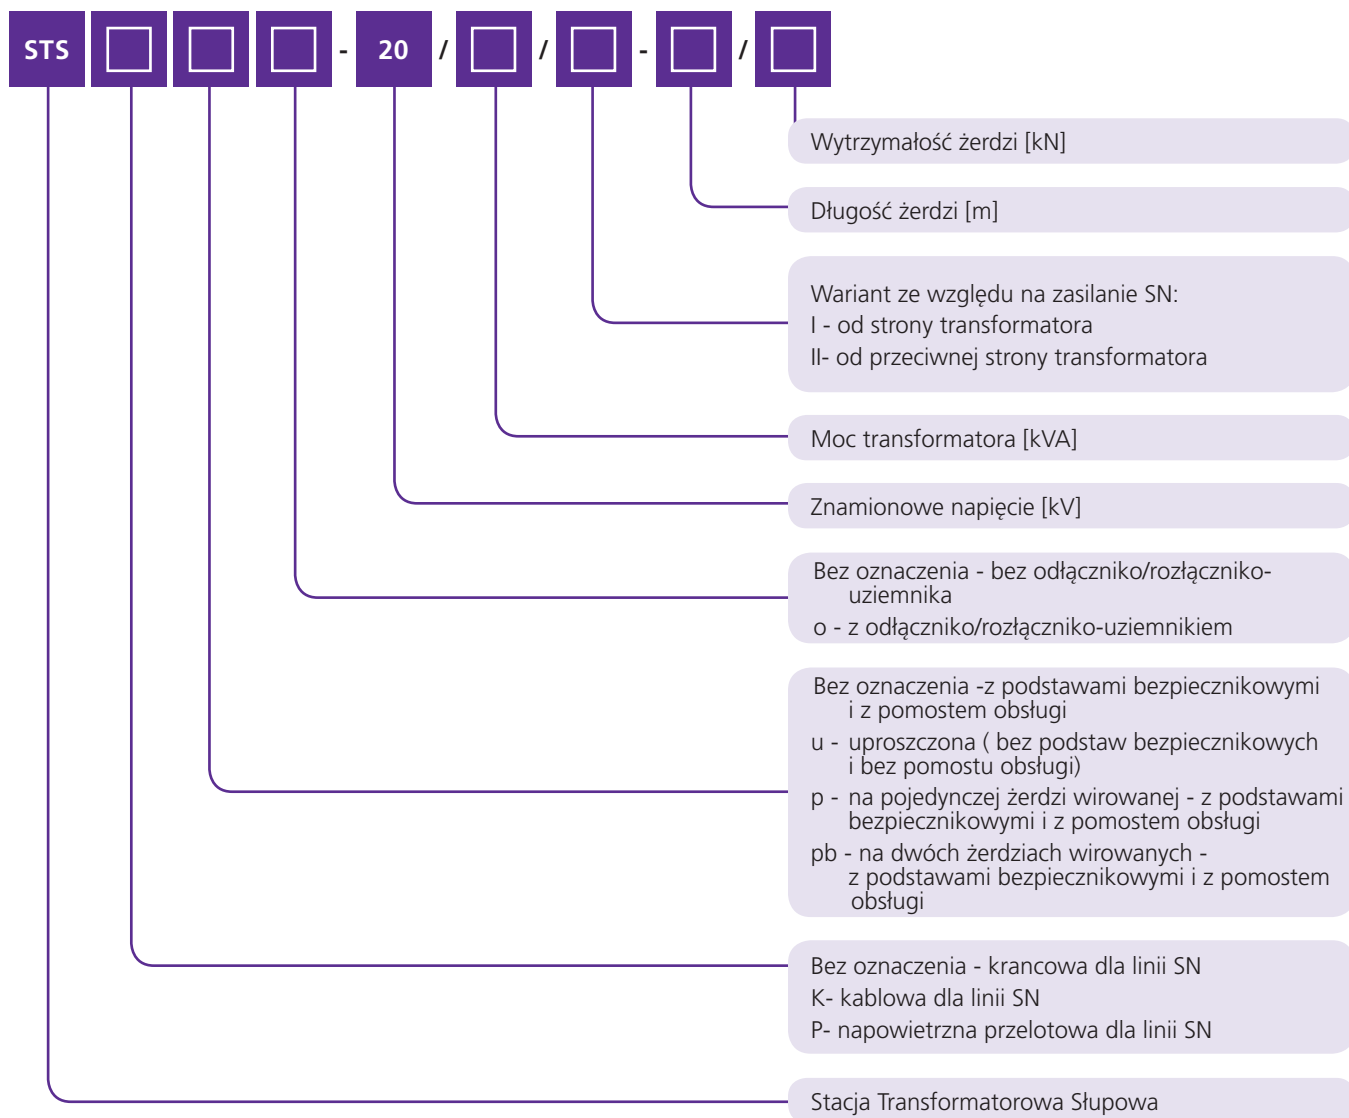 STS □ □ □ - 20 / □ / □ - □ / □
Wytrzymałość żerdzi [kN]
Długość żerdzi [m]
Wariant ze względu na zasilanie SN:
I - od strony transformatora
II- od przeciwnej strony transformatora
Moc transformatora [kVA]
Znamionowe napięcie [kV]
Bez oznaczenia - bez odłączniko/rozłączniko-
uziemnika
o - z odłączniko/rozłączniko-uziemnikiem
Bez oznaczenia -z podstawami bezpiecznikowymi
i z pomostem obsługi
u - uproszczona ( bez podstaw bezpiecznikowych
i bez pomostu obsługi)
p - na pojedynczej żerdzi wirowanej - z podstawami
bezpiecznikowymi i z pomostem obsługi
pb - na dwóch żerdziach wirowanych -
z podstawami bezpiecznikowymi i z pomostem
obsługi
Bez oznaczenia - krancowa dla linii SN
K- kablowa dla linii SN
P- napowietrzna przelotowa dla linii SN
Stacja Transformatorowa Słupowa